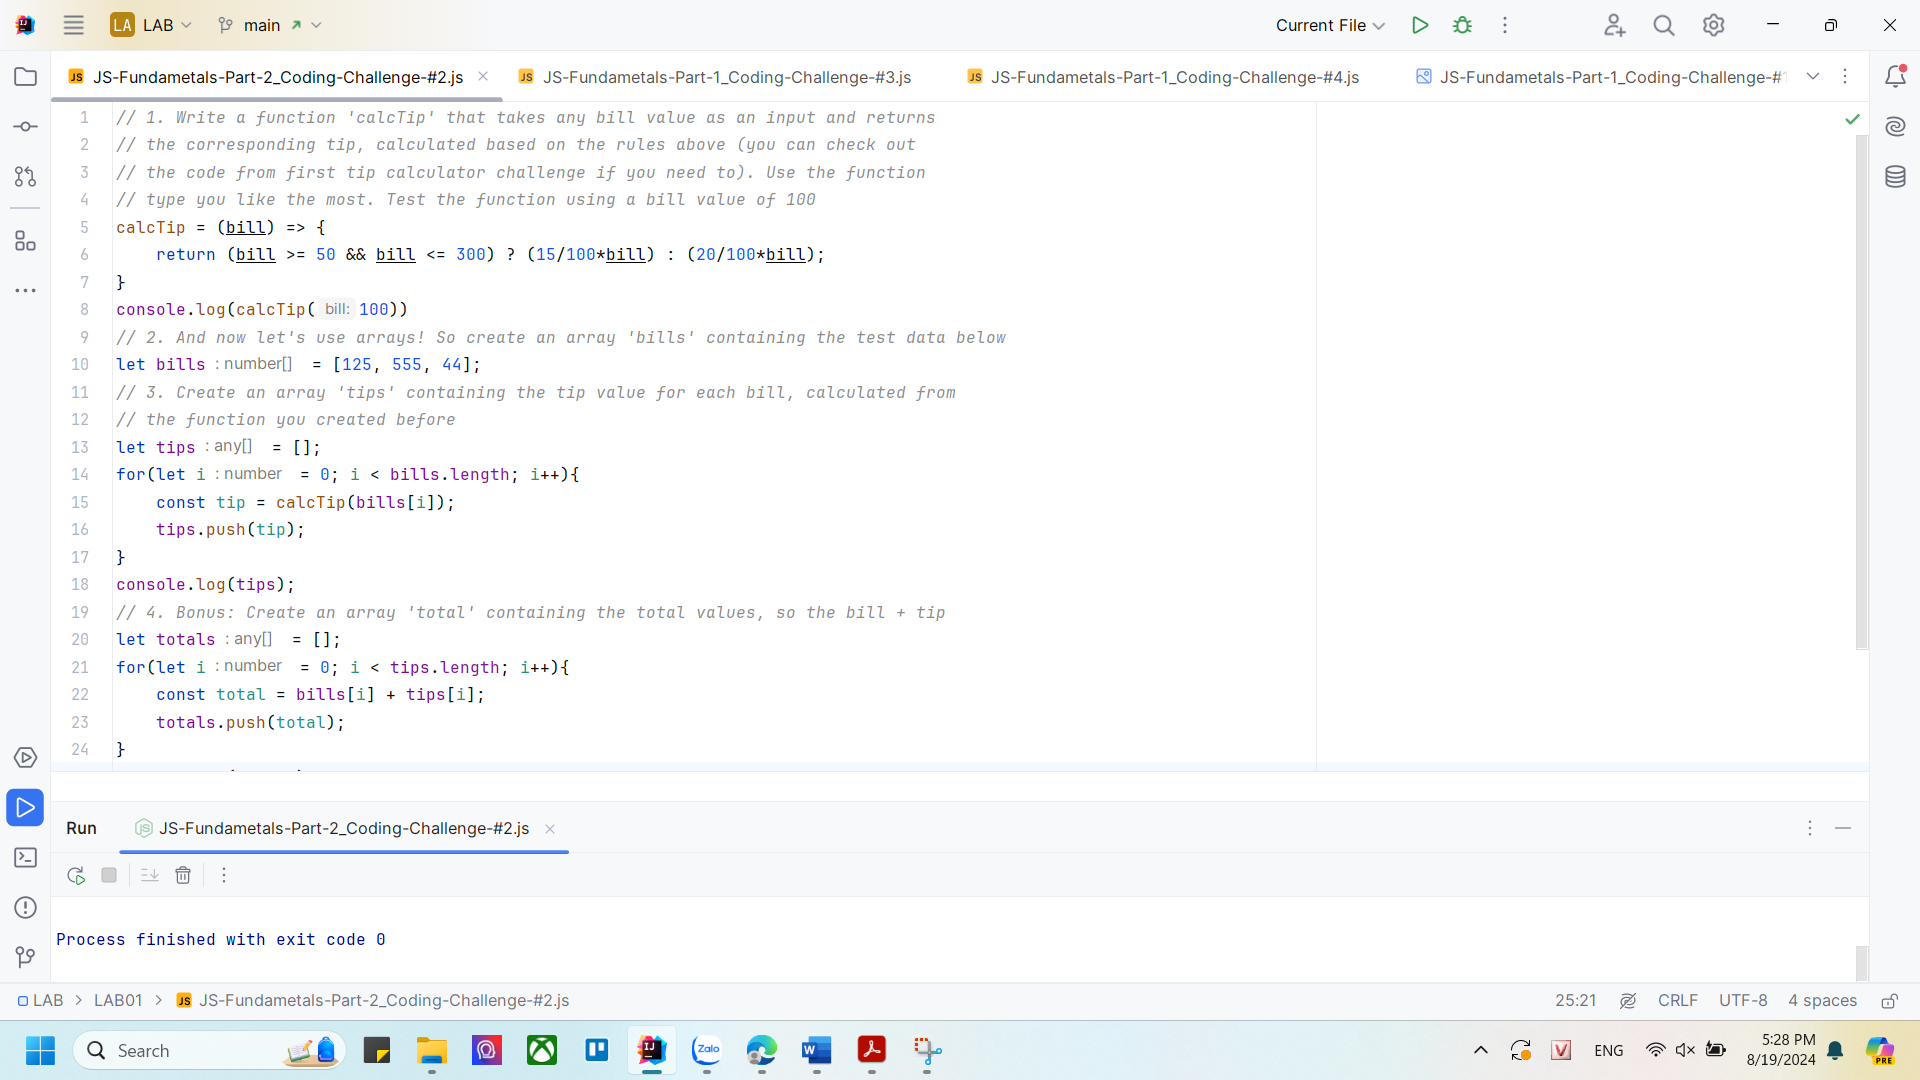 LA LAB main Current File
JS JS-Fundametals-Part-2_Coding-Challenge-#2.js JS JS-Fundametals-Part-1_Coding-Challenge-#3.js JS JS-Fundametals-Part-1_Coding-Challenge-#4.js JS-Fundametals-Part-1_Coding-Challenge-#1
1 // 1. Write a function 'calcTip' that takes any bill value as an input and returns
2 // the corresponding tip, calculated based on the rules above (you can check out
3 // the code from first tip calculator challenge if you need to). Use the function
4 // type you like the most. Test the function using a bill value of 100
5 calcTip = (bill) => {
6 return (bill >= 50 && bill <= 300) ? (15/100*bill) : (20/100*bill);
7 }
8 console.log(calcTip( bill: 100))
9 // 2. And now let's use arrays! So create an array 'bills' containing the test data below
10 let bills : number[] = [125, 555, 44];
11 // 3. Create an array 'tips' containing the tip value for each bill, calculated from
12 // the function you created before
13 let tips : any[] = [];
14 for(let i : number = 0; i < bills.length; i++){
15 const tip = calcTip(bills[i]);
16 tips.push(tip);
17 }
18 console.log(tips);
19 // 4. Bonus: Create an array 'total' containing the total values, so the bill + tip
20 let totals : any[] = [];
21 for(let i : number = 0; i < tips.length; i++){
22 const total = bills[i] + tips[i];
23 totals.push(total);
24 }
Run JS-Fundametals-Part-2_Coding-Challenge-#2.js
Process finished with exit code 0
LAB > LAB01 > JS JS-Fundametals-Part-2_Coding-Challenge-#2.js 25:21 CRLF UTF-8 4 spaces
Search Zalo ENG 5:28 PM
8/19/2024 PRE